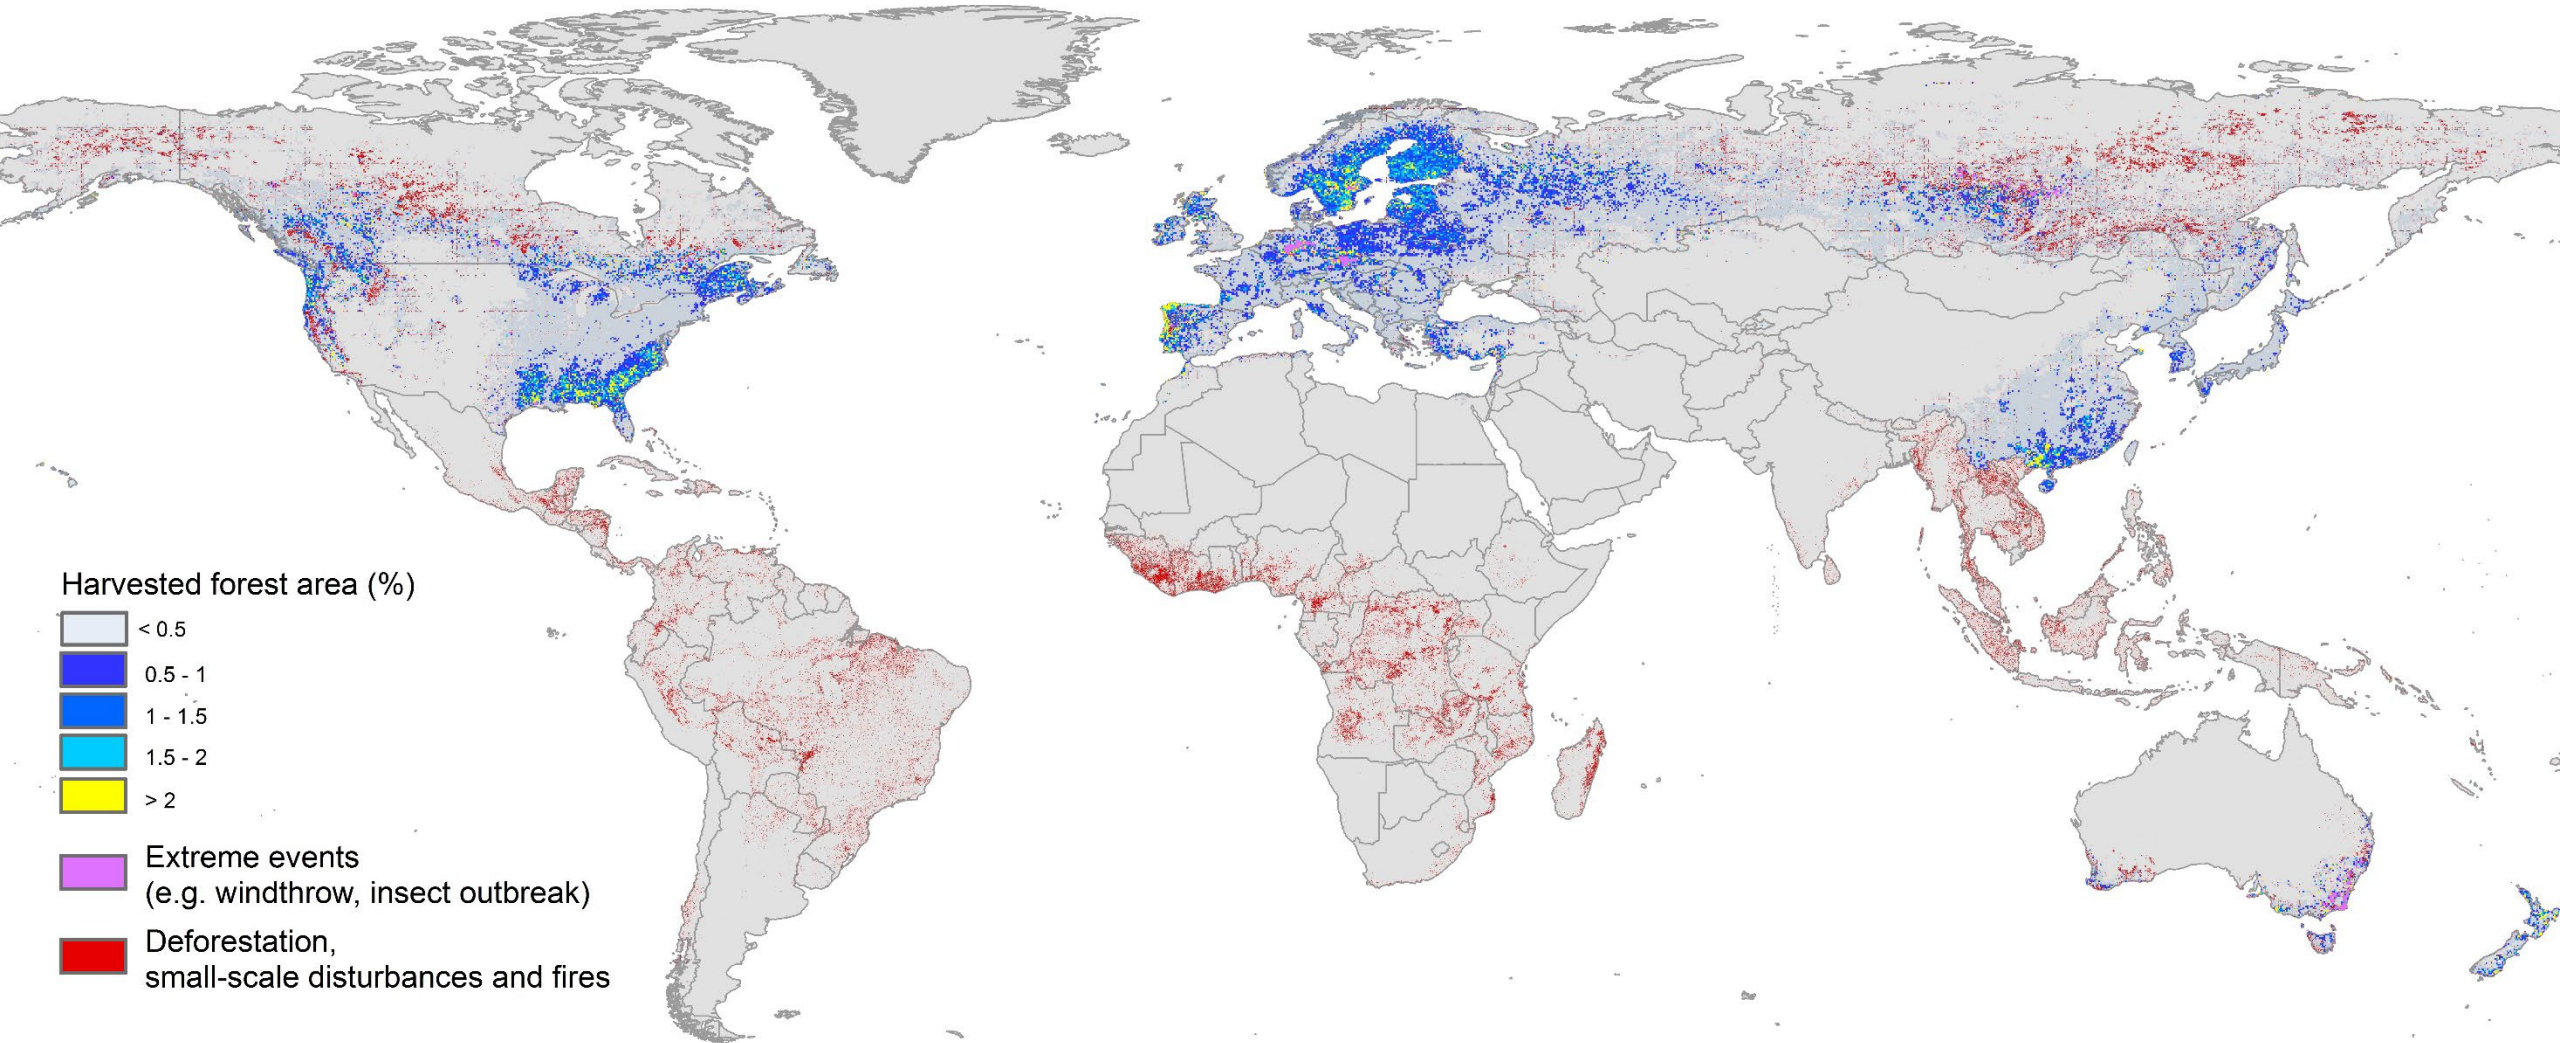 Harvested forest area (%)
< 0.5
0.5 - 1
1 - 1.5
1.5 - 2
> 2
Extreme events
(e.g. windthrow, insect outbreak)
Deforestation,
small-scale disturbances and fires